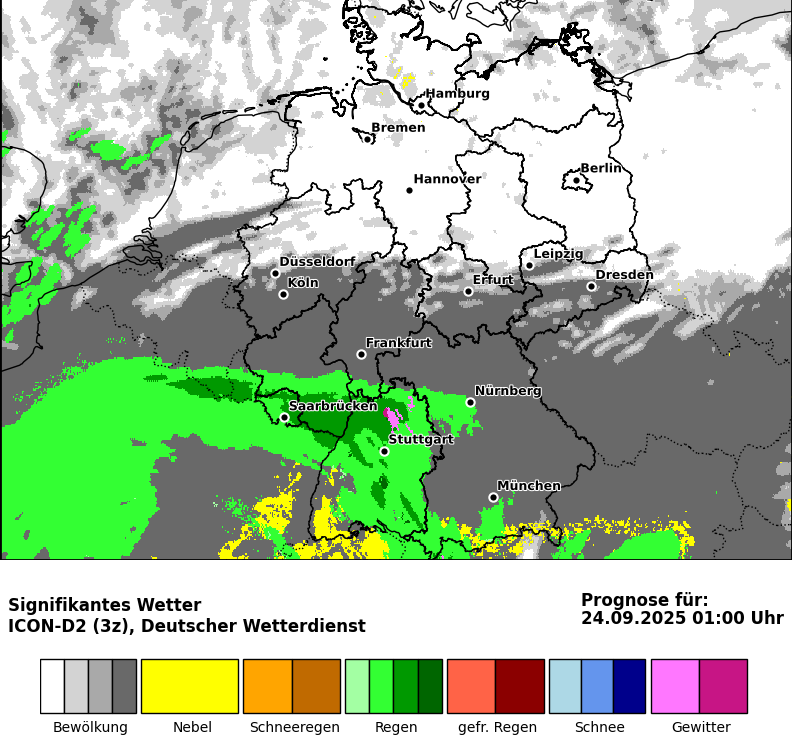 Hamburg
Bremen
Berlin
Hannover
Leipzig
Düsseldorf
Dresden
Köln
Erfurt
Frankfurt
Nürnberg
Saarbrücken
Stuttgart
München
Signifikantes Wetter
ICON-D2 (3z), Deutscher Wetterdienst
Prognose für:
24.09.2025 01:00 Uhr
Bewölkung
Nebel
Schneeregen
Regen
gefr. Regen
Schnee
Gewitter